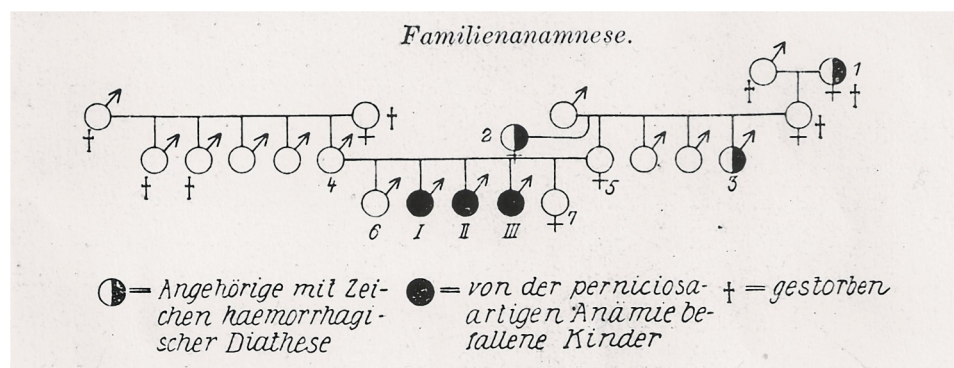 Familienanamnese.
† † 1 †
† † †
2
† † 4 5 3
6 I II III 7
= Angehörige mit Zei-
chen haemorrhagi-
scher Diathese
= von der perniciosa-
artigen Anämie be-
fallene Kinder
† = gestorben